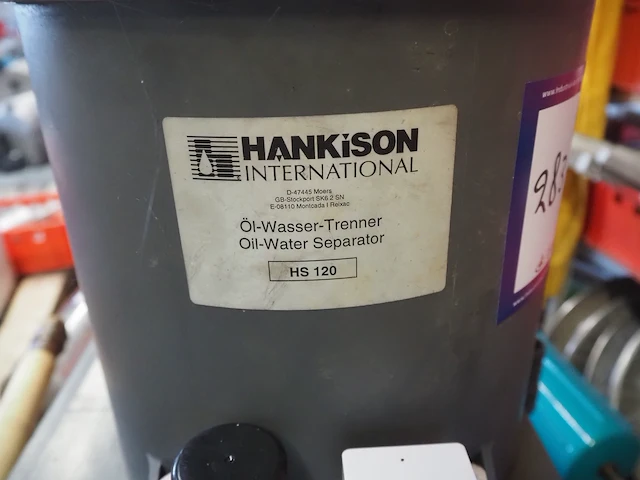 HANKiSON
INTERNATIONAL
D-47445 Moers
GB-Stockport SK6 2 SN
E-08110 Montcada I Reixac
Öl-Wasser-Trenner
Oil-Water Separator
HS 120